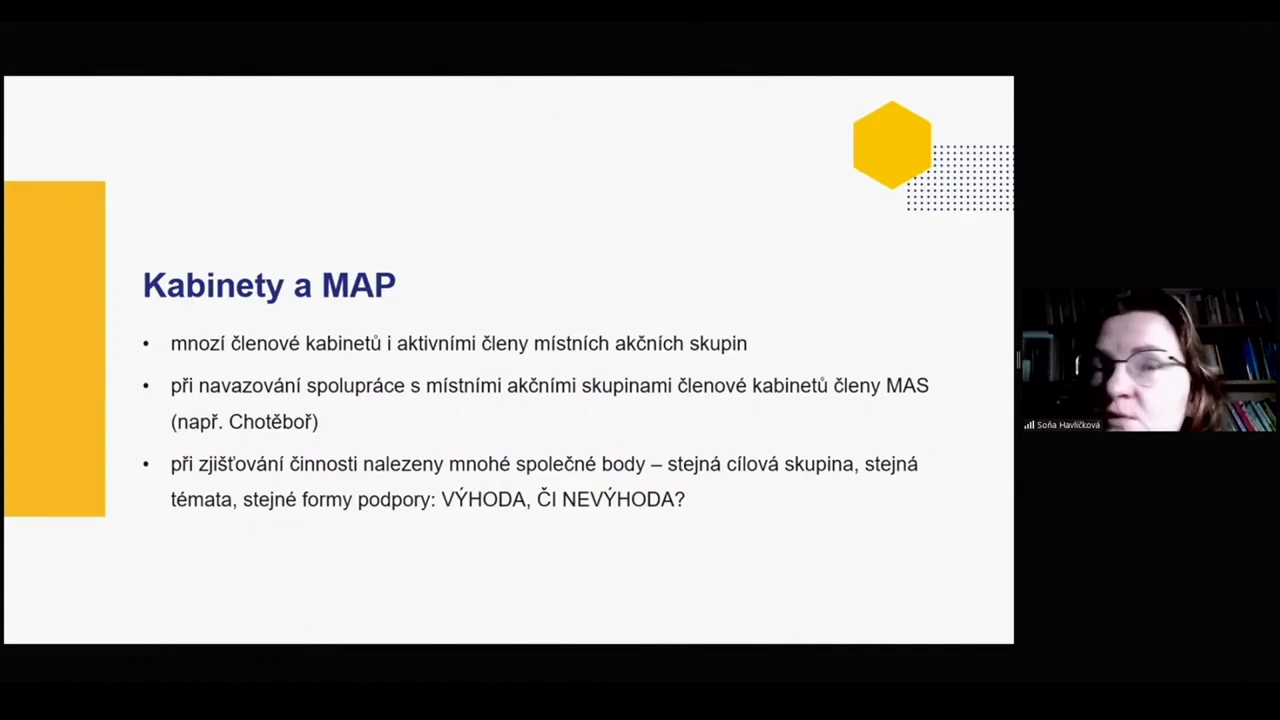 Kabinety a MAP
• mnozí členové kabinetů i aktivními členy místních akčních skupin
• při navazování spolupráce s místními akčními skupinami členové kabinetů členy MAS
(např. Chotěboř)
• při zjišťování činnosti nalezeny mnohé společné body – stejná cílová skupina, stejná
témata, stejné formy podpory: VÝHODA, ČI NEVÝHODA?
Soňa Havlíčková